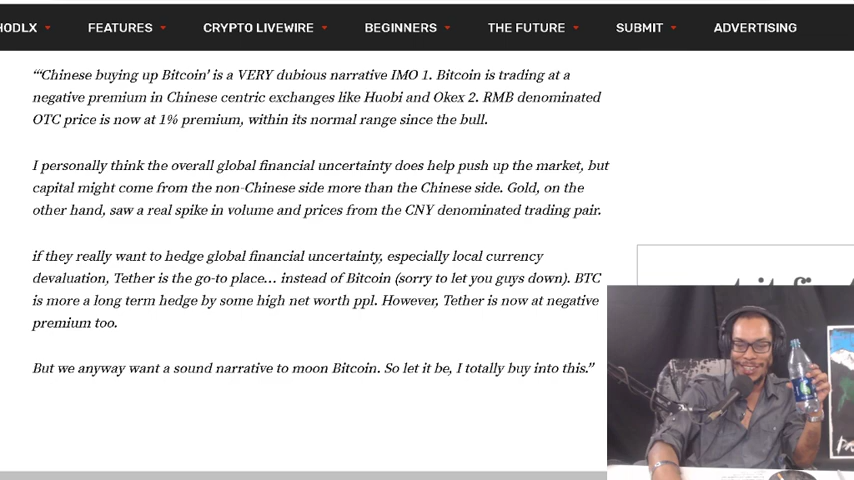 HODLX FEATURES CRYPTO LIVEWIRE BEGINNERS THE FUTURE SUBMIT ADVERTISING
“‘Chinese buying up Bitcoin’ is a VERY dubious narrative IMO 1. Bitcoin is trading at a
negative premium in Chinese centric exchanges like Huobi and Okex 2. RMB denominated
OTC price is now at 1% premium, within its normal range since the bull.
I personally think the overall global financial uncertainty does help push up the market, but
capital might come from the non-Chinese side more than the Chinese side. Gold, on the
other hand, saw a real spike in volume and prices from the CNY denominated trading pair.
if they really want to hedge global financial uncertainty, especially local currency
devaluation, Tether is the go-to place… instead of Bitcoin (sorry to let you guys down). BTC
is more a long term hedge by some high net worth ppl. However, Tether is now at negative
premium too.
But we anyway want a sound narrative to moon Bitcoin. So let it be, I totally buy into this.”